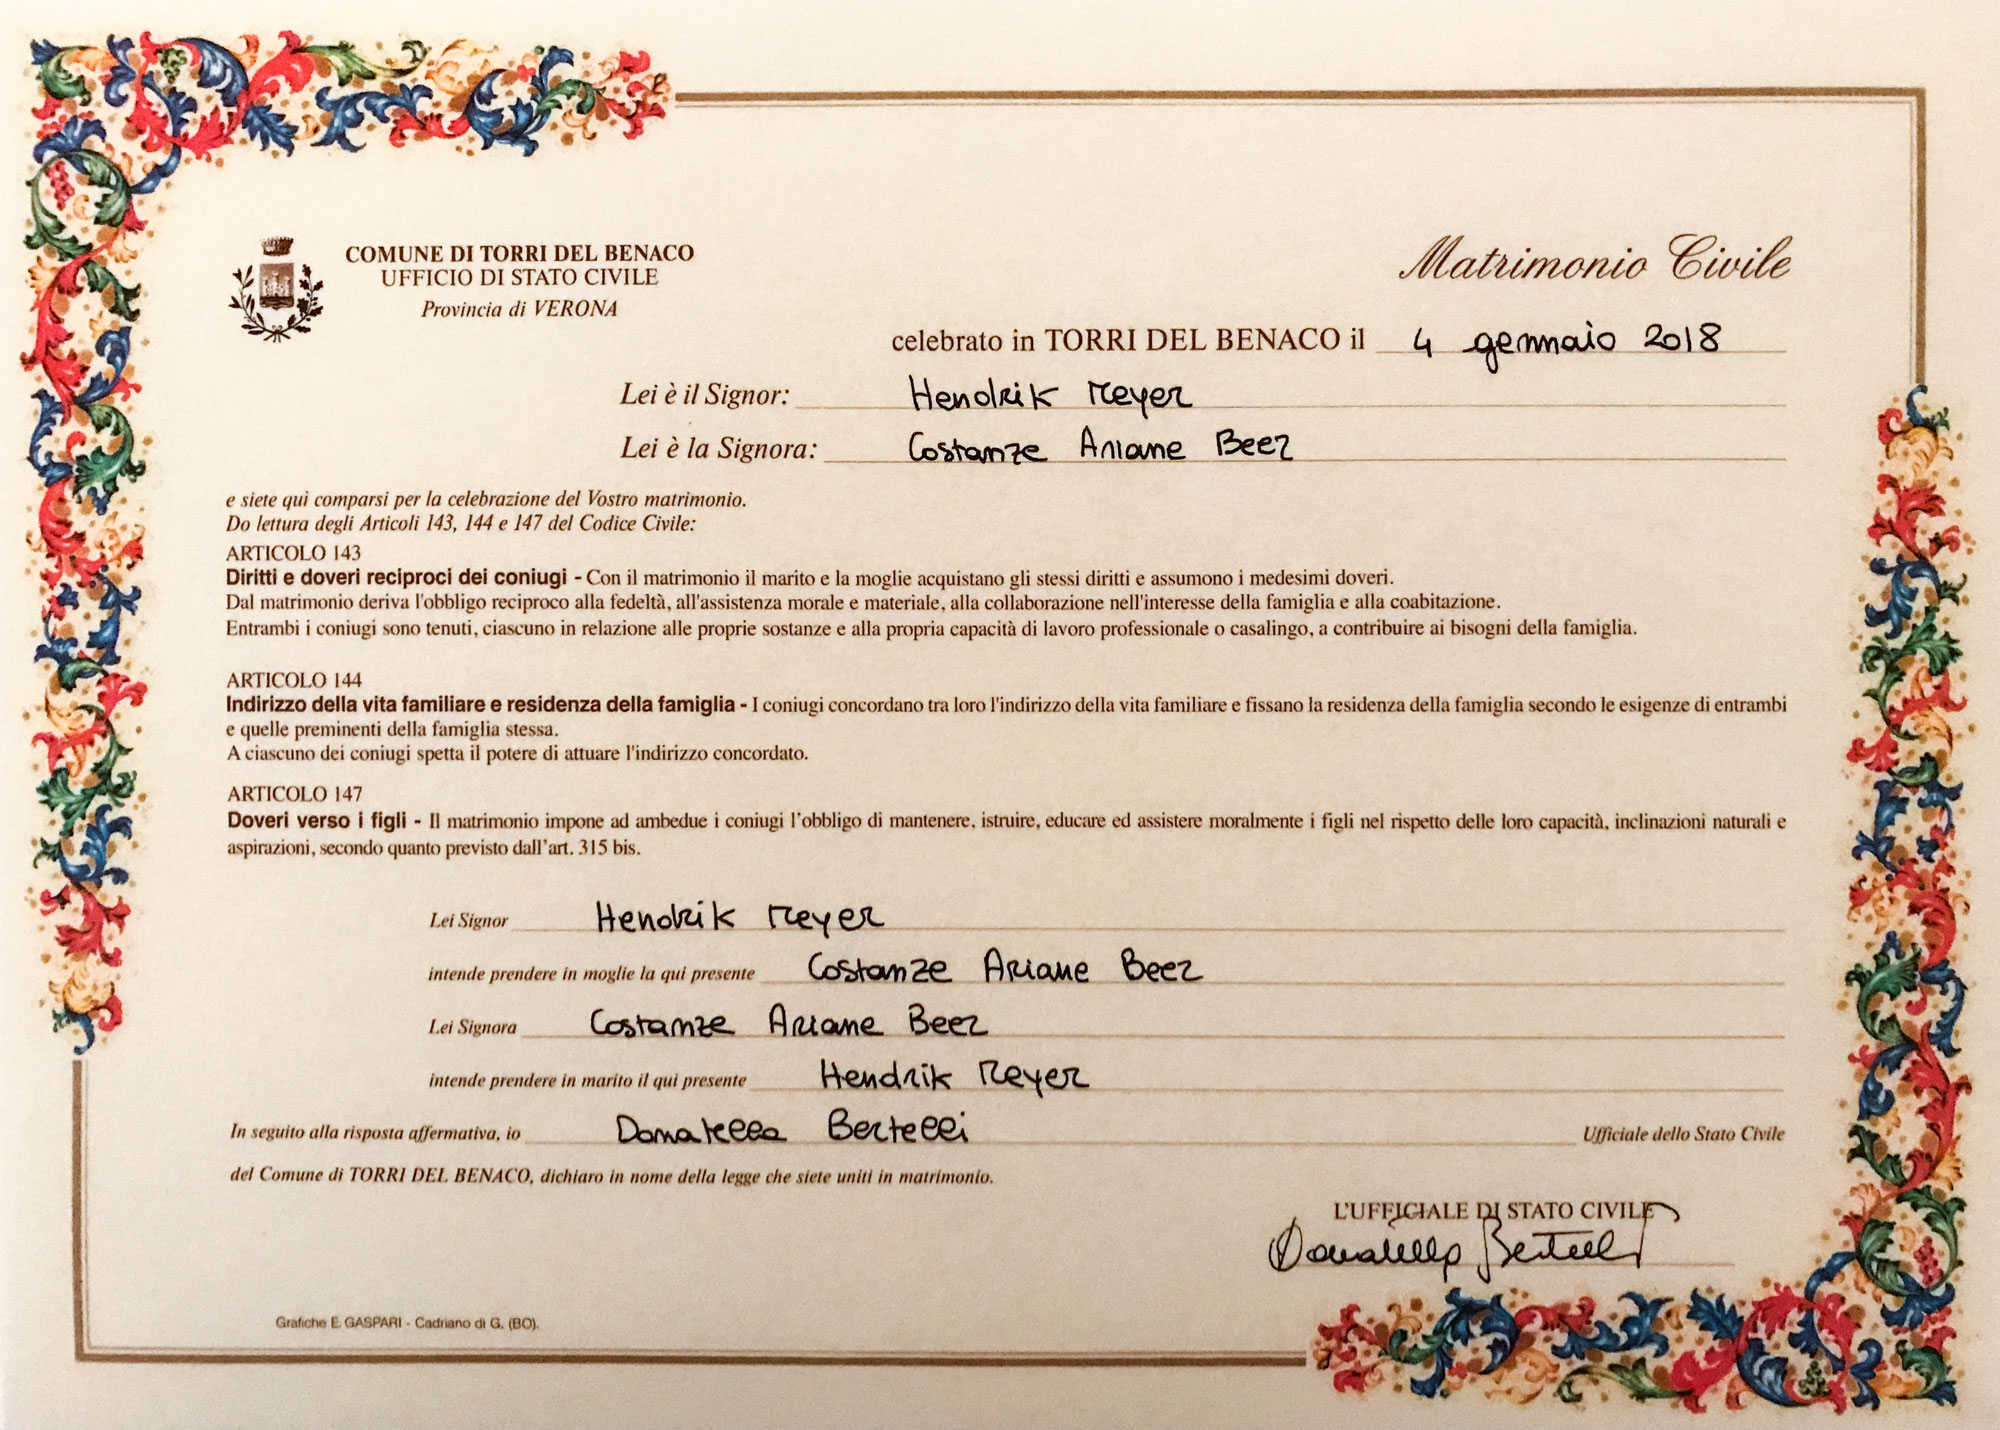 COMUNE DI TORRI DEL BENACO
UFFICIO DI STATO CIVILE
Provincia di VERONA
Matrimonio Civile
celebrato in TORRI DEL BENACO il 4 gennaio 2018
Lei è il Signor: Hendrik Meyer
Lei è la Signora: Costanze Ariane Beez
e siete qui comparsi per la celebrazione del Vostro matrimonio.
Do lettura degli Articoli 143, 144 e 147 del Codice Civile:
ARTICOLO 143
Diritti e doveri reciproci dei coniugi - Con il matrimonio il marito e la moglie acquistano gli stessi diritti e assumono i medesimi doveri.
Dal matrimonio deriva l'obbligo reciproco alla fedeltà, all'assistenza morale e materiale, alla collaborazione nell'interesse della famiglia e alla coabitazione.
Entrambi i coniugi sono tenuti, ciascuno in relazione alle proprie sostanze e alla propria capacità di lavoro professionale o casalingo, a contribuire ai bisogni della famiglia.
ARTICOLO 144
Indirizzo della vita familiare e residenza della famiglia - I coniugi concordano tra loro l'indirizzo della vita familiare e fissano la residenza della famiglia secondo le esigenze di entrambi
e quelle preminenti della famiglia stessa.
A ciascuno dei coniugi spetta il potere di attuare l'indirizzo concordato.
ARTICOLO 147
Doveri verso i figli - Il matrimonio impone ad ambedue i coniugi l'obbligo di mantenere, istruire, educare ed assistere moralmente i figli nel rispetto delle loro capacità, inclinazioni naturali e
aspirazioni, secondo quanto previsto dall'art. 315 bis.
Lei Signor Hendrik Meyer
intende prendere in moglie la qui presente Costanze Ariane Beez
Lei Signora Costanze Ariane Beez
intende prendere in marito il qui presente Hendrik Meyer
In seguito alla risposta affermativa, io Donatella Bertelli Ufficiale dello Stato Civile
del Comune di TORRI DEL BENACO, dichiaro in nome della legge che siete uniti in matrimonio.
L'UFFICIALE DI STATO CIVILE
Donatella Bertelli
Grafiche E. GASPARI - Cadriano di G. (BO).